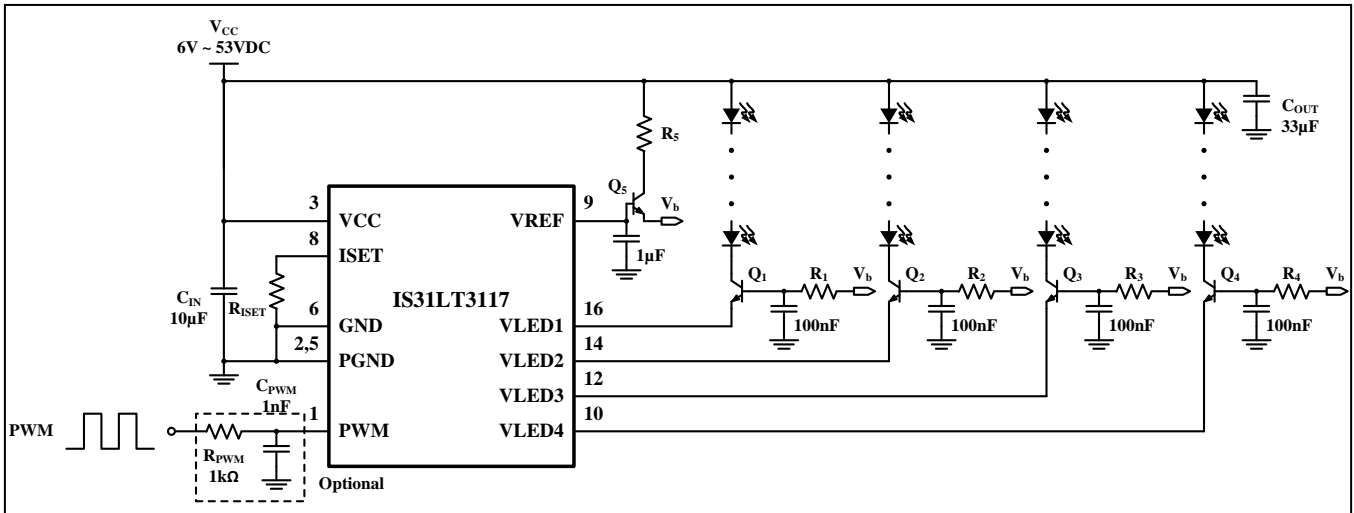 VCC
6V ~ 53VDC
COUT
33µF
R5
Q5
Vb
3
VCC
9
VREF
8
ISET
1µF
IS31LT3117
CIN
10µF
RISET
6
GND
2,5
PGND
16
VLED1
14
VLED2
12
VLED3
10
VLED4
Q1
R1
Vb
100nF
Q2
R2
Vb
100nF
Q3
R3
Vb
100nF
Q4
R4
Vb
100nF
CPWM
1nF
1
PWM
PWM
RPWM
1kΩ
Optional